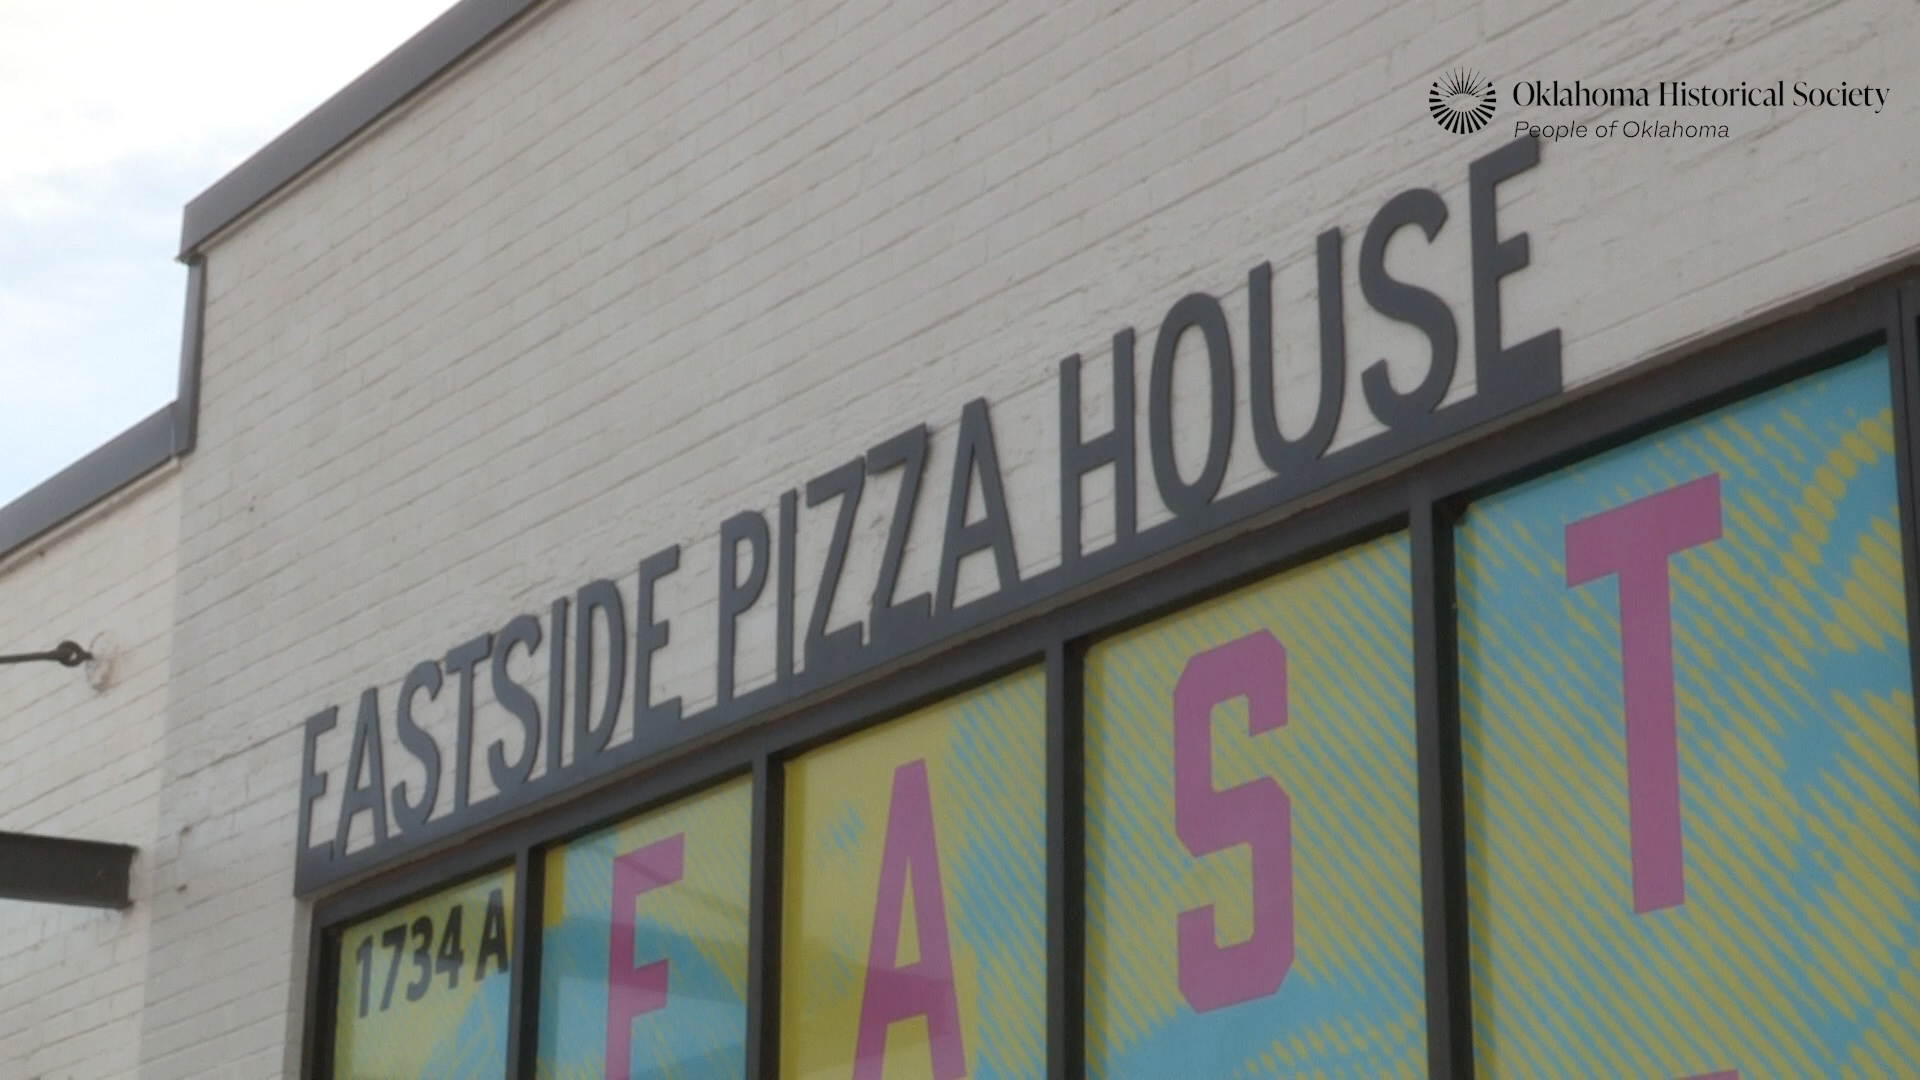 Oklahoma Historical Society
People of Oklahoma
EASTSIDE PIZZA HOUSE
1734 A
EAST